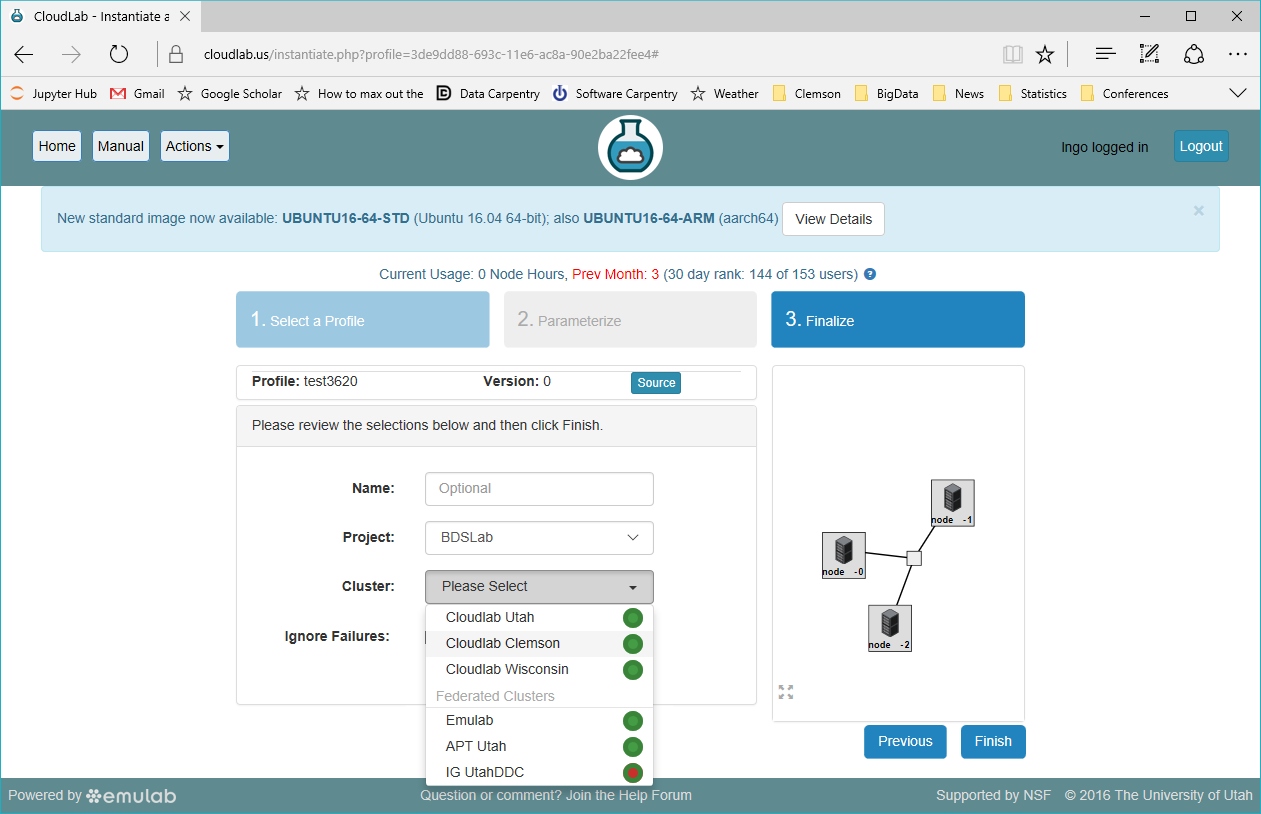 CloudLab - Instantiate a
cloudlab.us/instantiate.php?profile=3de9dd88-693c-11e6-ac8a-90e2ba22fee4#
Jupyter Hub Gmail Google Scholar How to max out the Data Carpentry Software Carpentry Weather Clemson BigData News Statistics Conferences
Home Manual Actions Ingo logged in Logout
New standard image now available: UBUNTU16-64-STD (Ubuntu 16.04 64-bit); also UBUNTU16-64-ARM (aarch64) View Details ×
Current Usage: 0 Node Hours, Prev Month: 3 (30 day rank: 144 of 153 users) ?
1. Select a Profile 2. Parameterize 3. Finalize
Profile: test3620 Version: 0 Source
Please review the selections below and then click Finish.
Name: Optional
Project: BDSLab
Cluster: Please Select
Cloudlab Utah
Ignore Failures:
Cloudlab Clemson
Cloudlab Wisconsin
Federated Clusters
Emulab
APT Utah
IG UtahDDC
node -1
node -0
node -2
Previous Finish
Powered by emulab Question or comment? Join the Help Forum Supported by NSF © 2016 The University of Utah